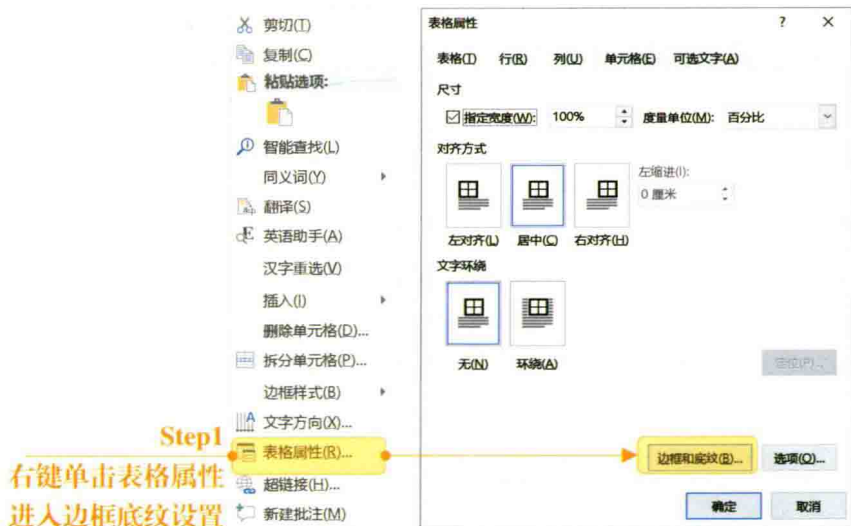 剪切(T)
复制(C)
粘贴选项:
智能查找(L)
同义词(Y)
翻译(S)
英语助手(A)
汉字重选(V)
插入(I)
删除单元格(D)...
拆分单元格(P)...
边框样式(B)
文字方向(X)...
表格属性(R)...
超链接(H)...
新建批注(M)
Step1
右键单击表格属性
进入边框底纹设置
表格属性 ? ×
表格(T) 行(R) 列(U) 单元格(E) 可选文字(A)
尺寸
指定宽度(W): 100% 度量单位(M): 百分比
对齐方式
左缩进(I):
0 厘米
左对齐(L) 居中(C) 右对齐(H)
文字环绕
无(N) 环绕(A)
定位(P)...
边框和底纹(B)... 选项(O)...
确定 取消